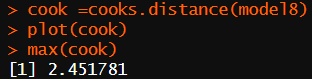 > cook =cooks.distance(model8)
> plot(cook)
> max(cook)
[1] 2.451781